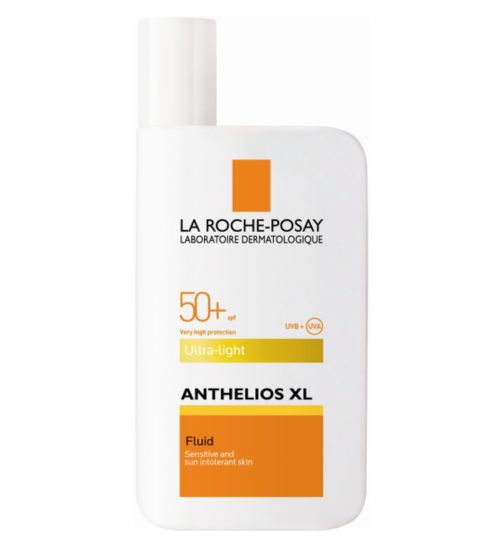 LA ROCHE-POSAY
LABORATOIRE DERMATOLOGIQUE
50+ spf
Very high protection
UVB + UVA
Ultra-light
ANTHELIOS XL
Fluid
Sensitive and
sun intolerant skin